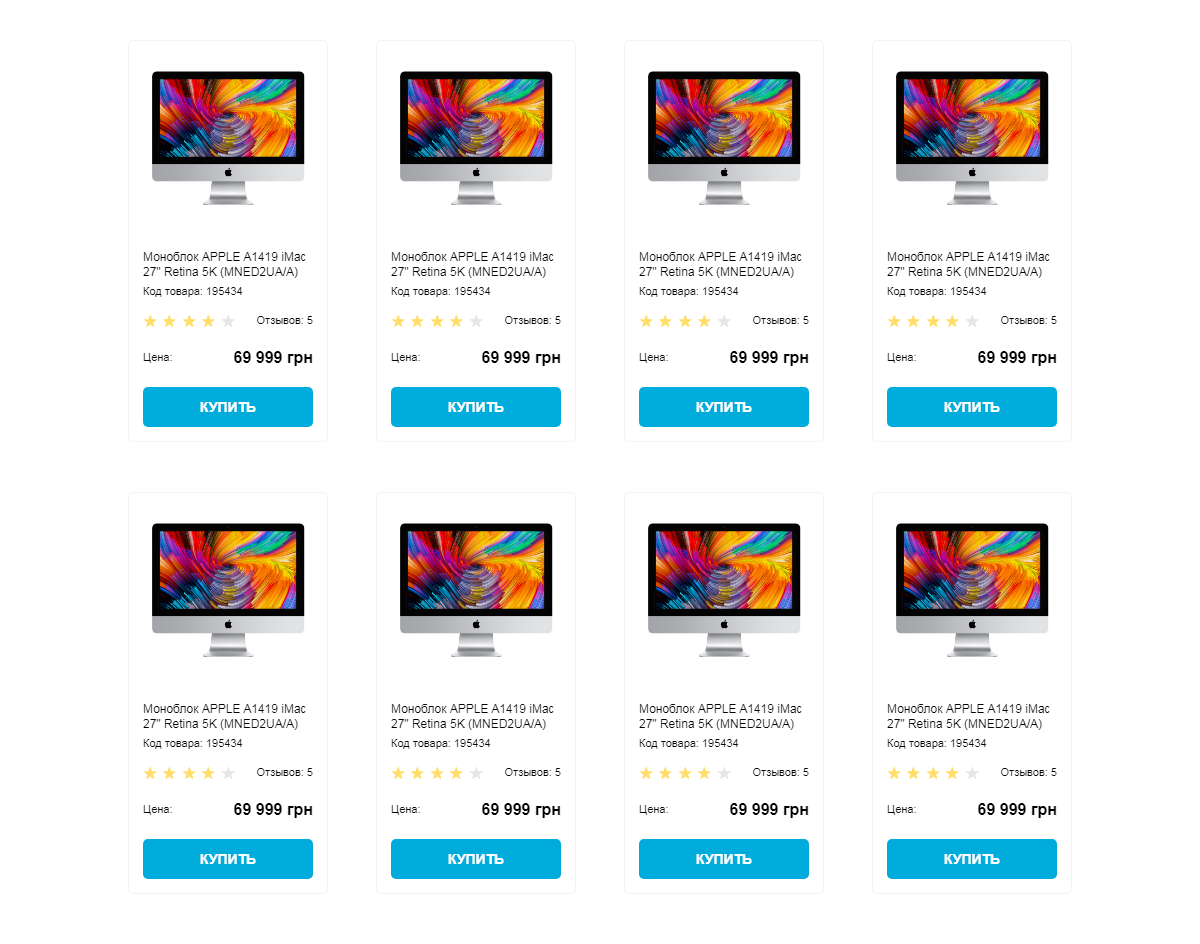 Моноблок APPLE A1419 iMac
27" Retina 5K (MNED2UA/A)
Код товара: 195434
Отзывов: 5
Цена: 69 999 грн
КУПИТЬ
Моноблок APPLE A1419 iMac
27" Retina 5K (MNED2UA/A)
Код товара: 195434
Отзывов: 5
Цена: 69 999 грн
КУПИТЬ
Моноблок APPLE A1419 iMac
27" Retina 5K (MNED2UA/A)
Код товара: 195434
Отзывов: 5
Цена: 69 999 грн
КУПИТЬ
Моноблок APPLE A1419 iMac
27" Retina 5K (MNED2UA/A)
Код товара: 195434
Отзывов: 5
Цена: 69 999 грн
КУПИТЬ
Моноблок APPLE A1419 iMac
27" Retina 5K (MNED2UA/A)
Код товара: 195434
Отзывов: 5
Цена: 69 999 грн
КУПИТЬ
Моноблок APPLE A1419 iMac
27" Retina 5K (MNED2UA/A)
Код товара: 195434
Отзывов: 5
Цена: 69 999 грн
КУПИТЬ
Моноблок APPLE A1419 iMac
27" Retina 5K (MNED2UA/A)
Код товара: 195434
Отзывов: 5
Цена: 69 999 грн
КУПИТЬ
Моноблок APPLE A1419 iMac
27" Retina 5K (MNED2UA/A)
Код товара: 195434
Отзывов: 5
Цена: 69 999 грн
КУПИТЬ